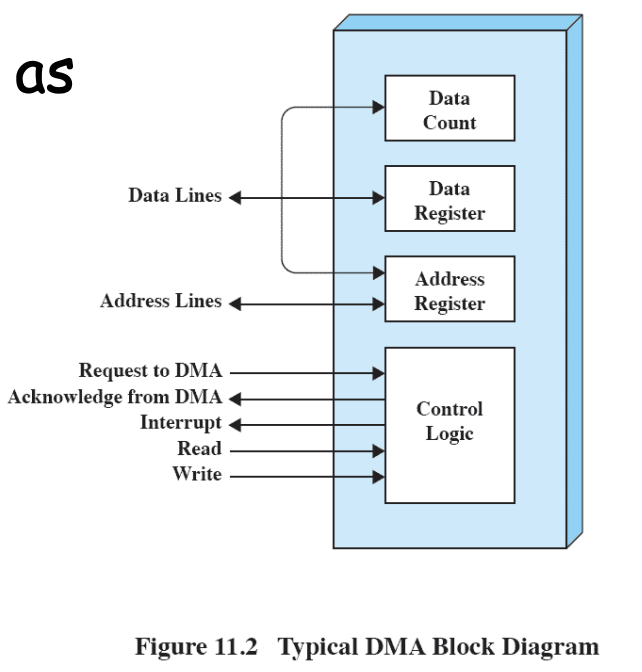 as
Data
Count
Data Lines
Data
Register
Address
Register
Address Lines
Request to DMA
Acknowledge from DMA
Interrupt
Read
Write
Control
Logic
Figure 11.2 Typical DMA Block Diagram